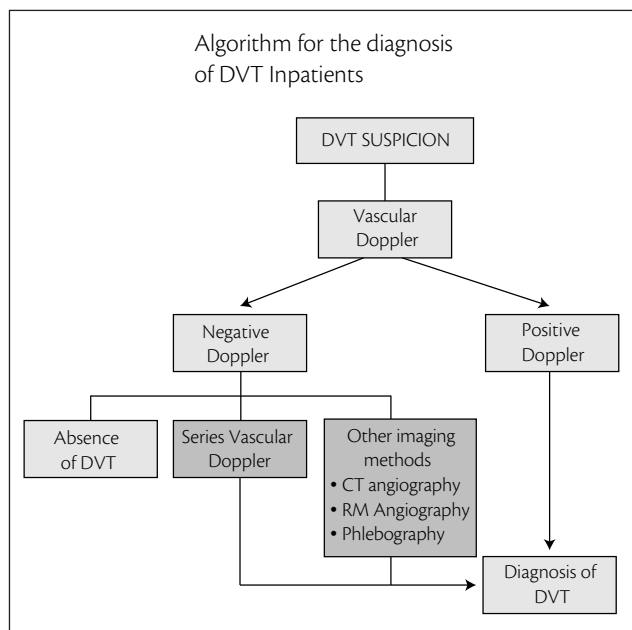 Algorithm for the diagnosis
of DVT Inpatients
DVT SUSPICION
Vascular
Doppler
Negative
Doppler
Positive
Doppler
Absence
of DVT
Series Vascular
Doppler
Other imaging
methods
• CT angiography
• RM Angiography
• Phlebography
Diagnosis of
DVT